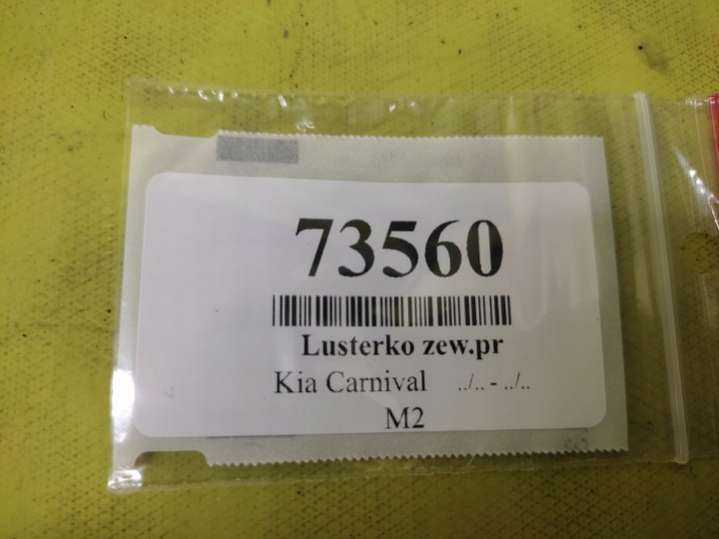 73560
Lusterko zew.pr
Kia Carnival ../.. - ../..
M2